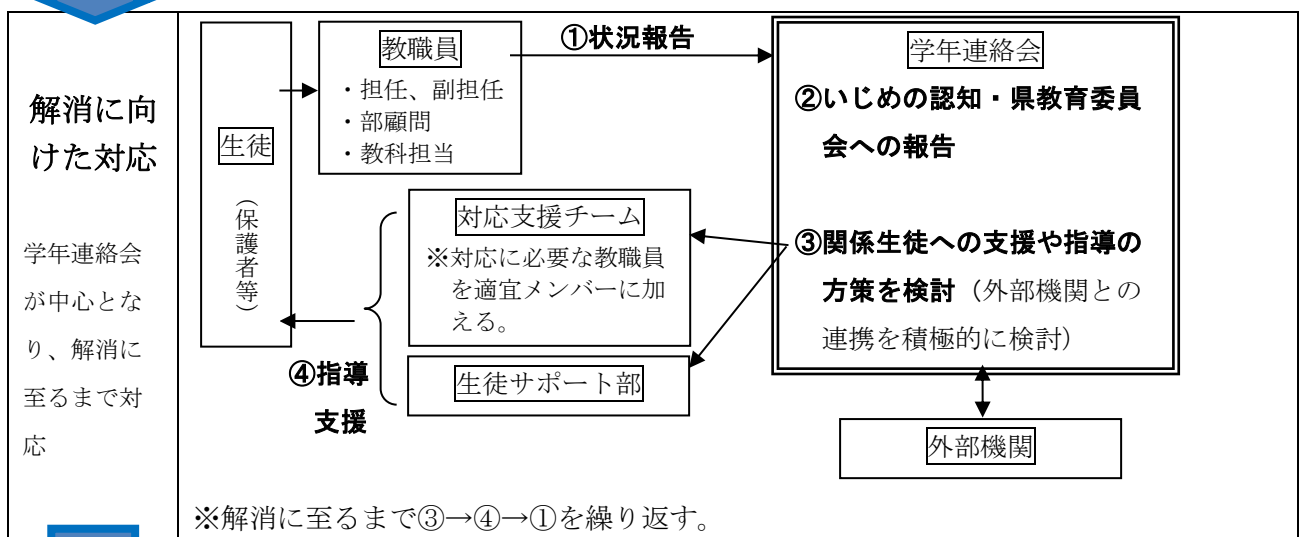 解消に向
けた対応
学年連絡会
が中心とな
り、解消に
至るまで対
応
生徒
（保護者等）
教職員
・担任、副担任
・部顧問
・教科担当
①状況報告
学年連絡会
②いじめの認知・県教育委員
会への報告
③関係生徒への支援や指導の
方策を検討（外部機関との
連携を積極的に検討）
対応支援チーム
※対応に必要な教職員
を適宜メンバーに加
える。
生徒サポート部
④指導
支援
外部機関
※解消に至るまで③→④→①を繰り返す。